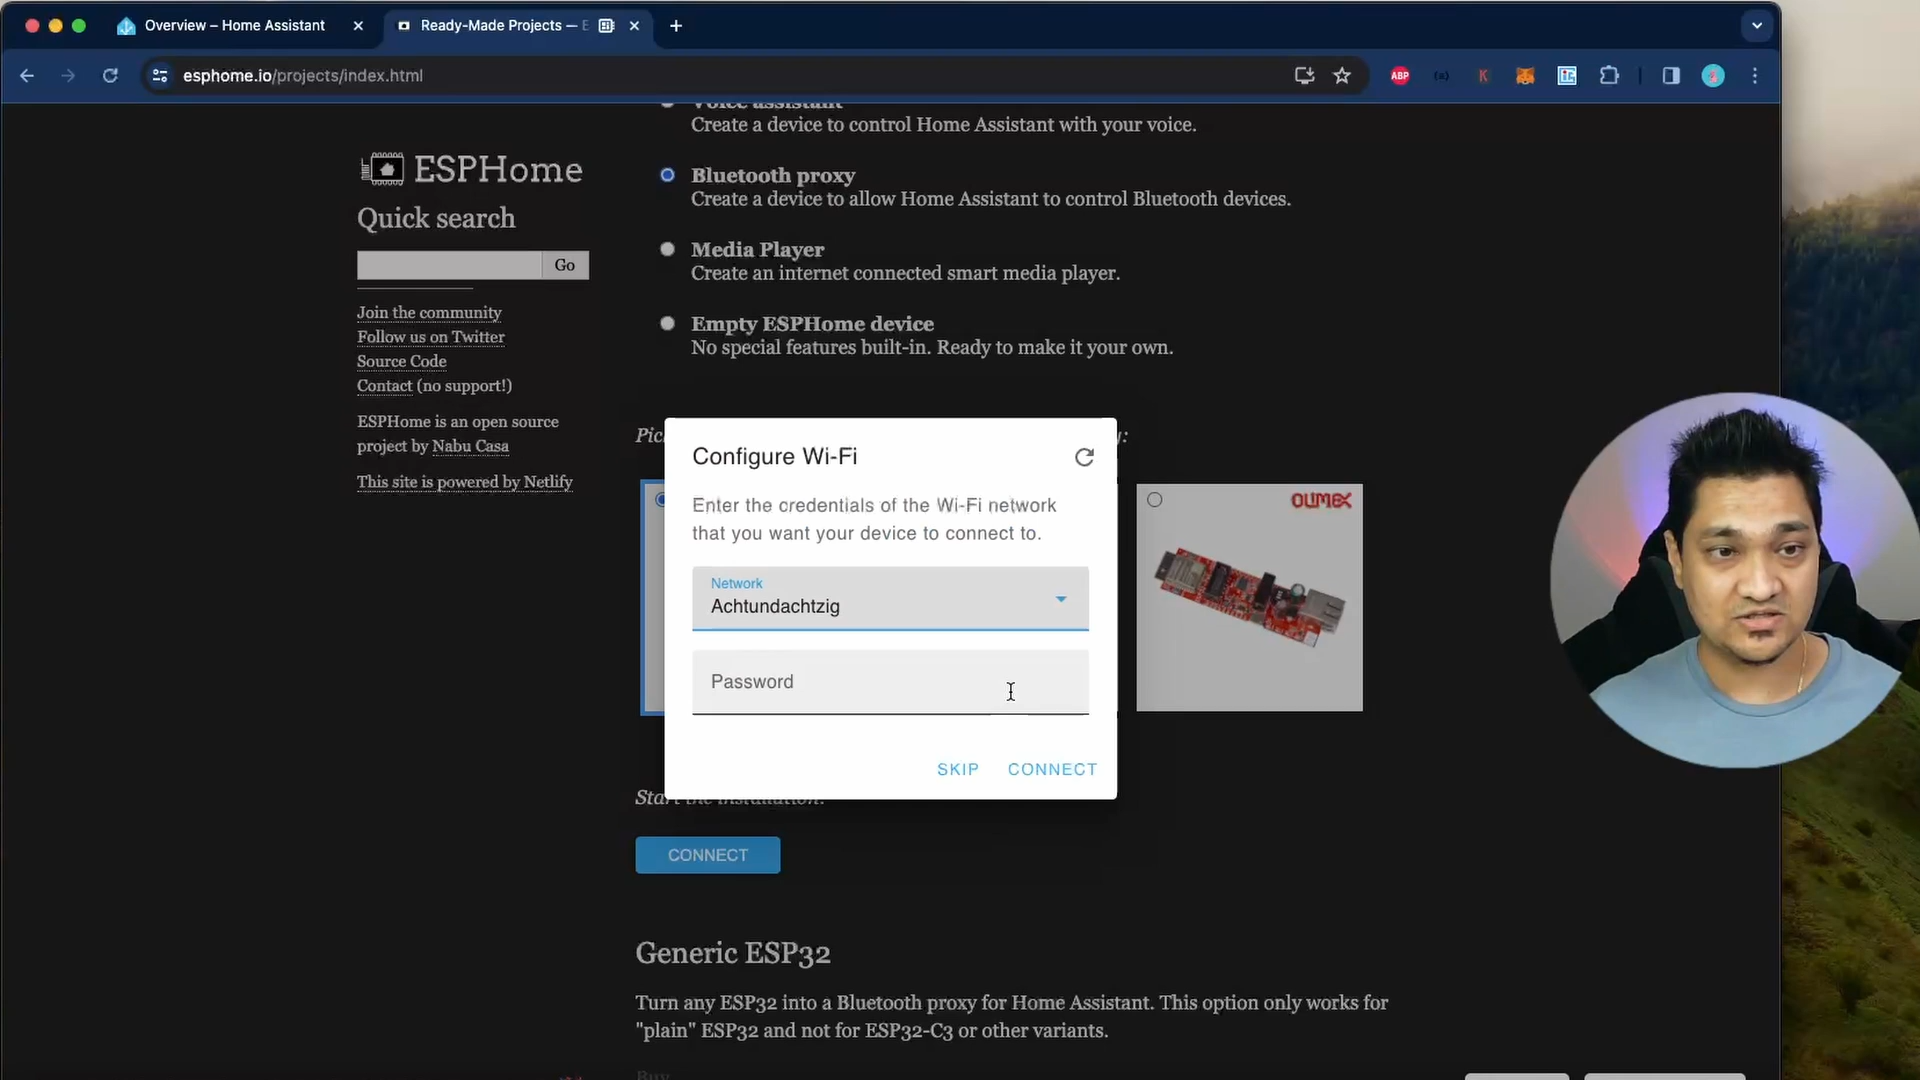 Overview – Home Assistant
Ready-Made Projects — E
esphome.io/projects/index.html
ABP
K
Voice assistant
Create a device to control Home Assistant with your voice.
ESPHome
Bluetooth proxy
Create a device to allow Home Assistant to control Bluetooth devices.
Quick search
Go
Media Player
Create an internet connected smart media player.
Join the community
Follow us on Twitter
Source Code
Contact (no support!)
Empty ESPHome device
No special features built-in. Ready to make it your own.
ESPHome is an open source
project by Nabu Casa
This site is powered by Netlify
Configure Wi-Fi
Enter the credentials of the Wi-Fi network
that you want your device to connect to.
Network
Achtundachtzig
Password
SKIP CONNECT
OLIMEX
Start the installation:
CONNECT
Generic ESP32
Turn any ESP32 into a Bluetooth proxy for Home Assistant. This option only works for
"plain" ESP32 and not for ESP32-C3 or other variants.
Buy